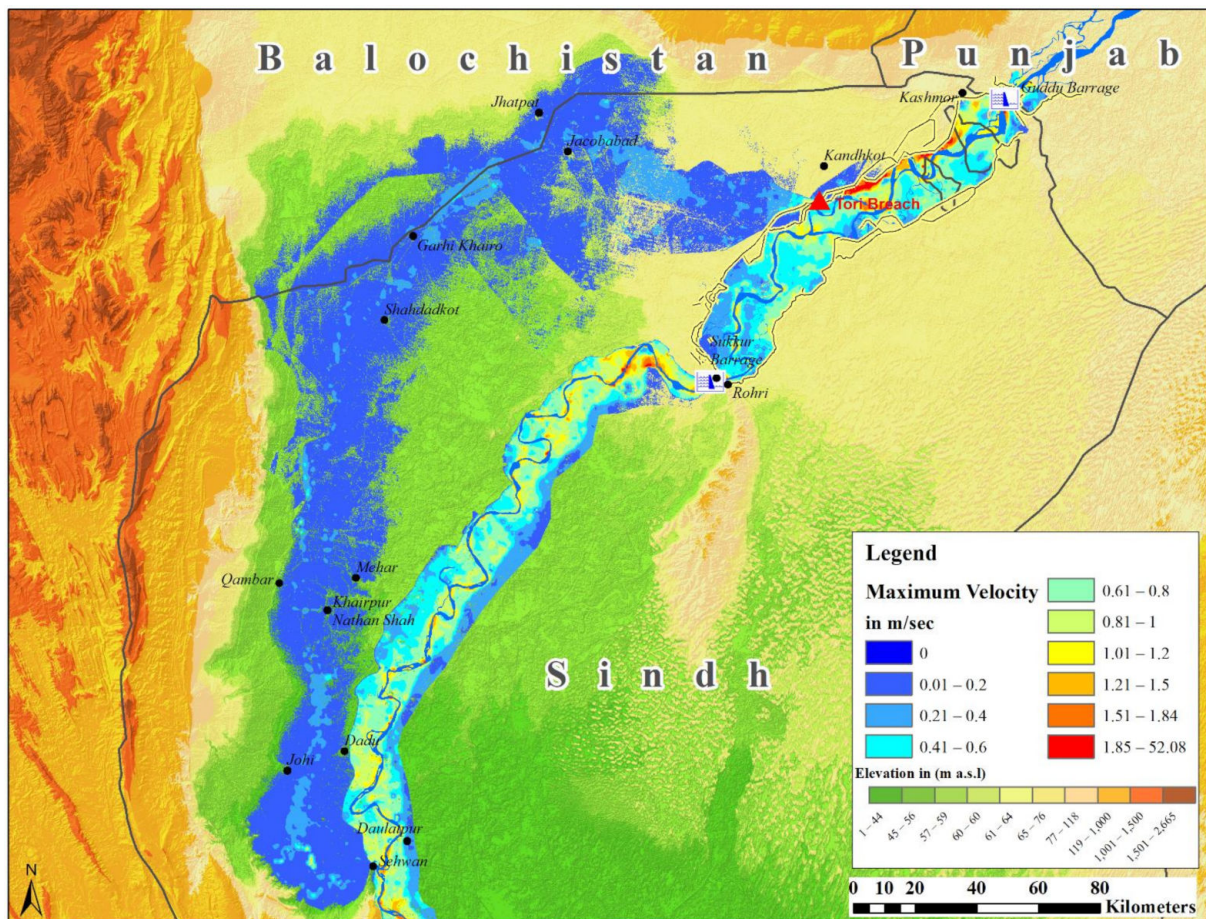 Balochistan
Punjab
Guddu Barrage
Kashmor
Jhatpat
Jacobabad
Kandhkot
Tori Breach
Garhi Khairo
Shahdadkot
Sukkur
Barrage
Rohri
Mehar
Qambar
Khairpur
Nathan Shah
Sindh
Dadu
Johi
Daulatpur
Sehwan
N
Legend
Maximum Velocity
in m/sec
0
0.01 – 0.2
0.21 – 0.4
0.41 – 0.6
0.61 – 0.8
0.81 – 1
1.01 – 1.2
1.21 – 1.5
1.51 – 1.84
1.85 – 52.08
Elevation in (m a.s.l)
1 – 44
45 – 56
57 – 59
60 – 60
61 – 64
65 – 76
77 – 118
119 – 1,000
1,001 – 1,500
1,501 – 2,665
0 10 20 40 60 80
Kilometers